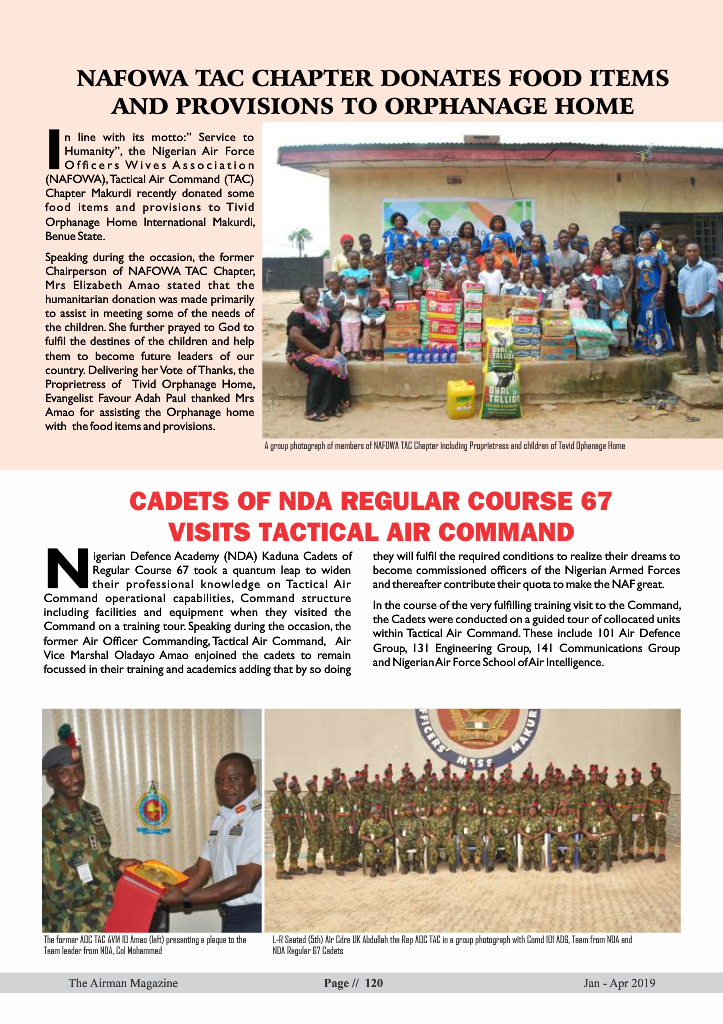 NAFOWA TAC CHAPTER DONATES FOOD ITEMS
AND PROVISIONS TO ORPHANAGE HOME
In line with its motto:” Service to
Humanity”, the Nigerian Air Force
Officers Wives Association
(NAFOWA), Tactical Air Command (TAC)
Chapter Makurdi recently donated some
food items and provisions to Tivid
Orphanage Home International Makurdi,
Benue State.
Speaking during the occasion, the former
Chairperson of NAFOWA TAC Chapter,
Mrs Elizabeth Amao stated that the
humanitarian donation was made primarily
to assist in meeting some of the needs of
the children. She further prayed to God to
fulfil the destines of the children and help
them to become future leaders of our
country. Delivering her Vote of Thanks, the
Proprietress of Tivid Orphanage Home,
Evangelist Favour Adah Paul thanked Mrs
Amao for assisting the Orphanage home
with the food items and provisions.
A group photograph of members of NAFOWA TAC Chapter including Proprietress and children of Tavid Ophanage Home
CADETS OF NDA REGULAR COURSE 67
VISITS TACTICAL AIR COMMAND
Nigerian Defence Academy (NDA) Kaduna Cadets of
Regular Course 67 took a quantum leap to widen
their professional knowledge on Tactical Air
Command operational capabilities, Command structure
including facilities and equipment when they visited the
Command on a training tour. Speaking during the occasion, the
former Air Officer Commanding, Tactical Air Command, Air
Vice Marshal Oladayo Amao enjoined the cadets to remain
focussed in their training and academics adding that by so doing
they will fulfil the required conditions to realize their dreams to
become commissioned officers of the Nigerian Armed Forces
and thereafter contribute their quota to make the NAF great.
In the course of the very fulfilling training visit to the Command,
the Cadets were conducted on a guided tour of collocated units
within Tactical Air Command. These include 101 Air Defence
Group, 131 Engineering Group, 141 Communications Group
and Nigerian Air Force School of Air Intelligence.
OFFICERS' MESS MAKUR
The former AOC TAC AVM IO Amao (left) presenting a plaque to the
Team leader from NDA, Col Mohammed
L-R Seated (5th) Air Cdre UK Abdullah the Rep AOC TAC in a group photograph with Comd 101 ADG, Team from NDA and
NDA Regular 67 Cadets
The Airman Magazine
Page // 120
Jan - Apr 2019